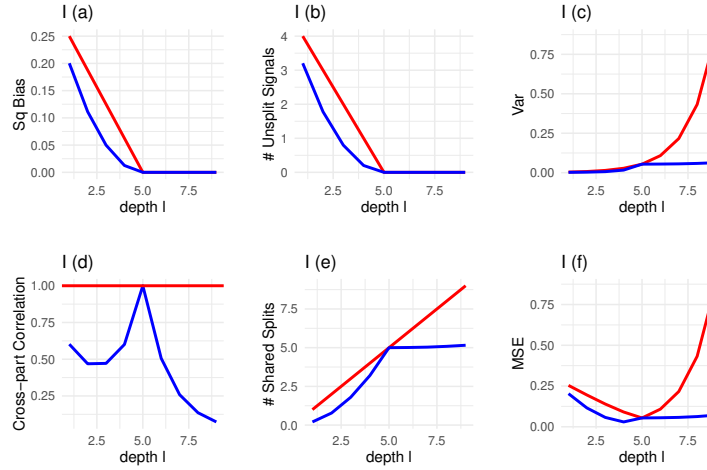 I (a)
Sq Bias
0.25
0.20
0.15
0.10
0.05
0.00
2.5 5.0 7.5
depth l
I (b)
# Unsplit Signals
4
3
2
1
0
2.5 5.0 7.5
depth l
I (c)
Var
0.75
0.50
0.25
0.00
2.5 5.0 7.5
depth l
I (d)
Cross−part Correlation
1.00
0.75
0.50
0.25
2.5 5.0 7.5
depth l
I (e)
# Shared Splits
7.5
5.0
2.5
0.0
2.5 5.0 7.5
depth l
I (f)
MSE
0.75
0.50
0.25
0.00
2.5 5.0 7.5
depth l